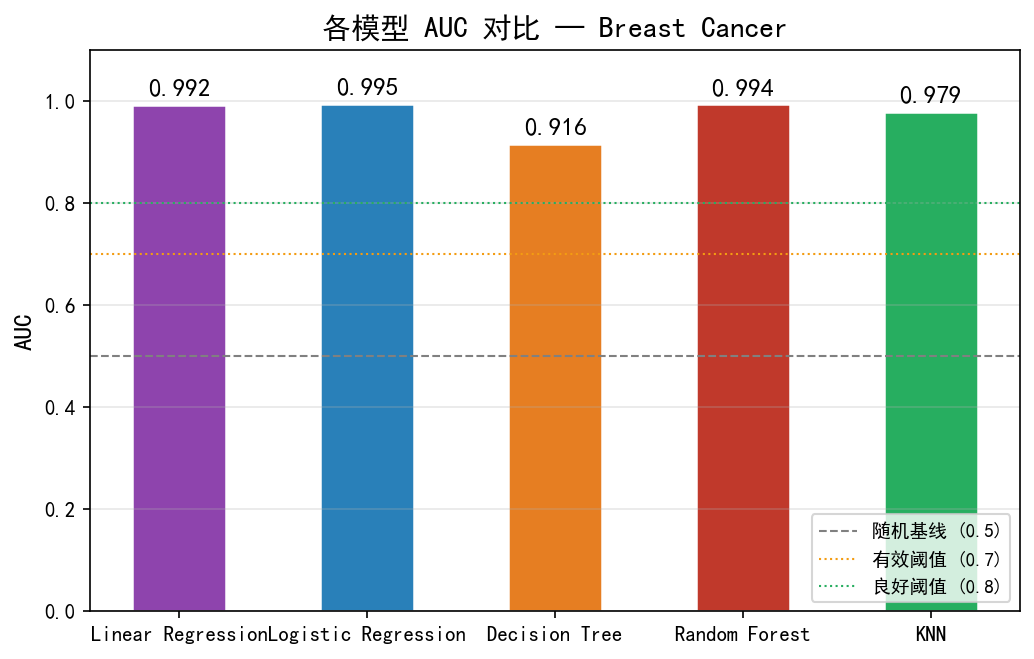 各模型 AUC 对比 — Breast Cancer
0.992
0.995
0.916
0.994
0.979
AUC
1.0
0.8
0.6
0.4
0.2
0.0
随机基线 (0.5)
有效阈值 (0.7)
良好阈值 (0.8)
Linear Regression
Logistic Regression
Decision Tree
Random Forest
KNN